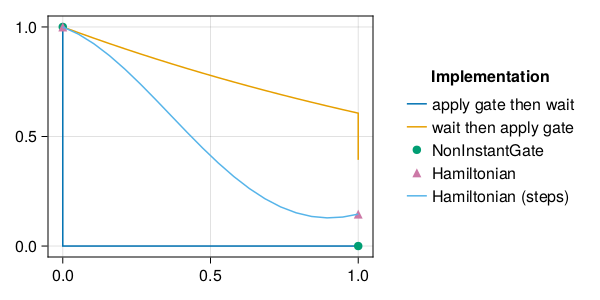 1.0
0.5
0.0
0.0 0.5 1.0
Implementation
apply gate then wait
wait then apply gate
NonInstantGate
Hamiltonian
Hamiltonian (steps)